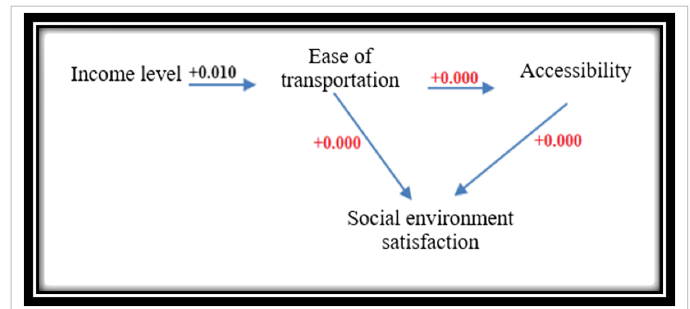 Ease of
Income level +0.010 transportation +0.000 Accessibility
+0.000 +0.000
Social environment
satisfaction